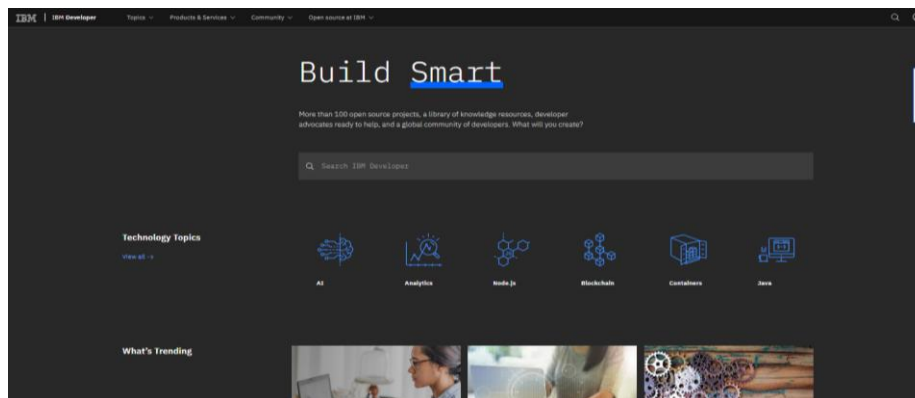 IBM IBM Developer Topics Products & Services Community Open source at IBM
Build Smart
More than 100 open source projects, a library of knowledge resources, developer
advocates ready to help, and a global community of developers. What will you create?
Search IBM Developer
Technology Topics
View all →
AI Analytics Node.js Blockchain Containers Java
What's Trending